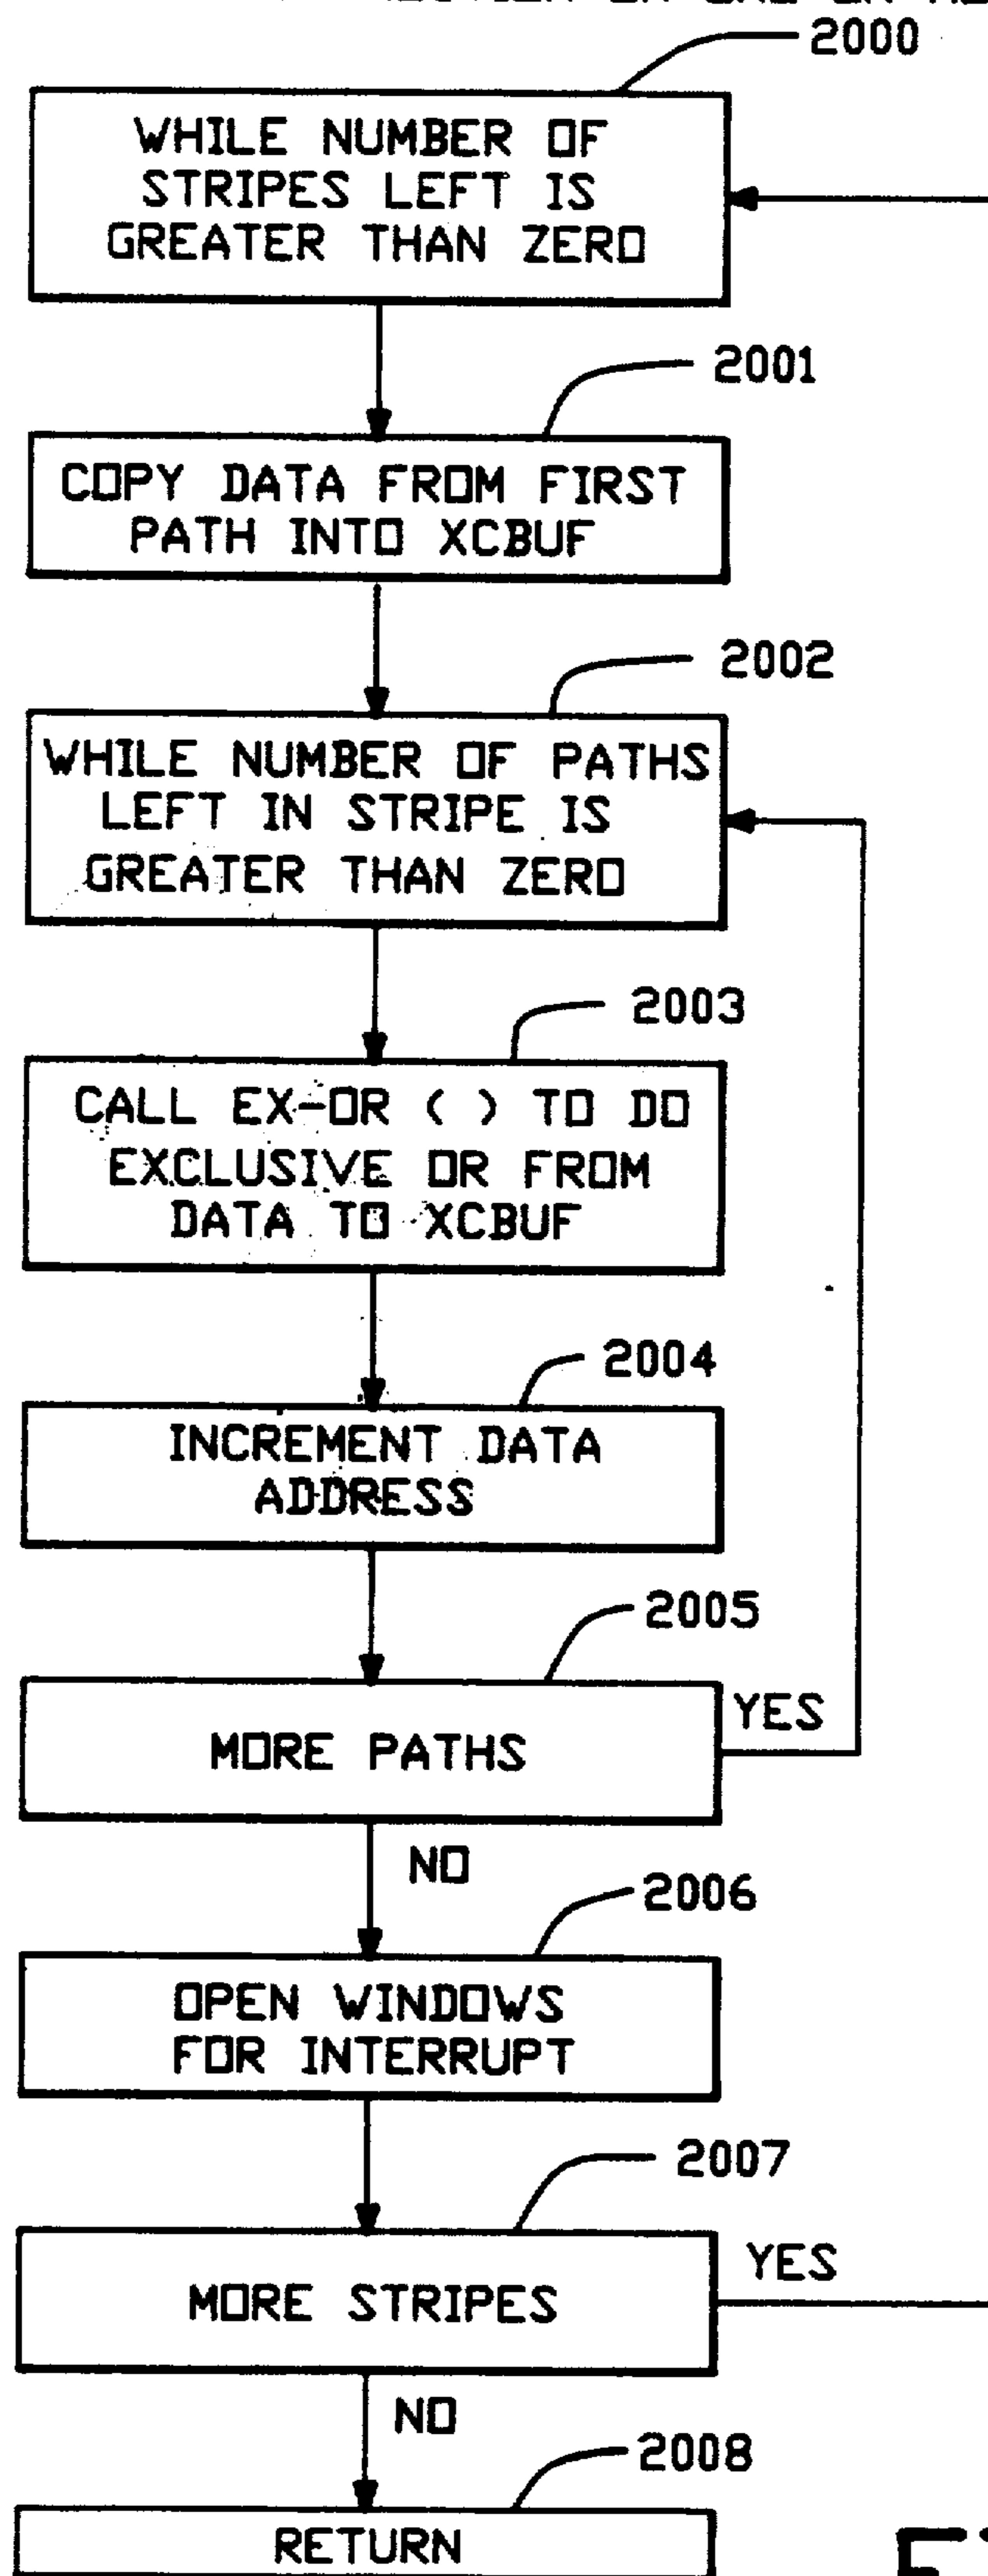 2000
WHILE NUMBER OF
STRIPES LEFT IS
GREATER THAN ZERO
2001
COPY DATA FROM FIRST
PATH INTO XCBUF
2002
WHILE NUMBER OF PATHS
LEFT IN STRIPE IS
GREATER THAN ZERO
2003
CALL EX-OR ( ) TO DO
EXCLUSIVE OR FROM
DATA TO XCBUF
2004
INCREMENT DATA
ADDRESS
2005
MORE PATHS
YES
NO
2006
OPEN WINDOWS
FOR INTERRUPT
2007
MORE STRIPES
YES
NO
2008
RETURN